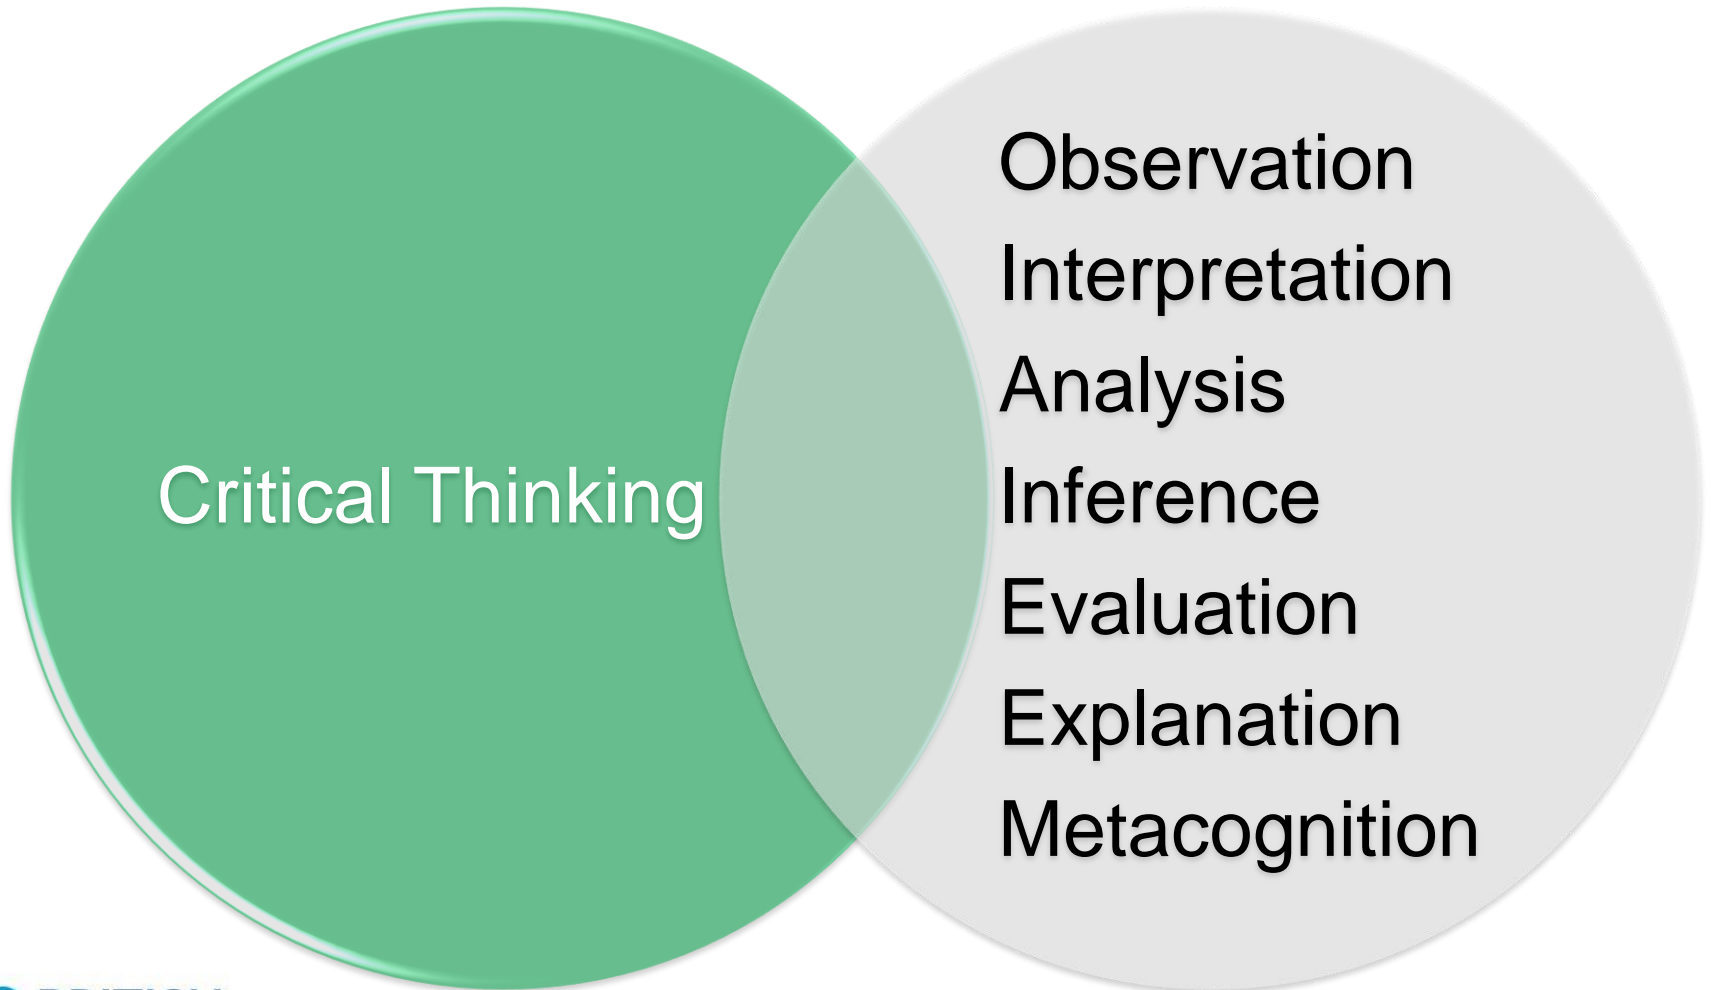 Critical Thinking
Observation
Interpretation
Analysis
Inference
Evaluation
Explanation
Metacognition